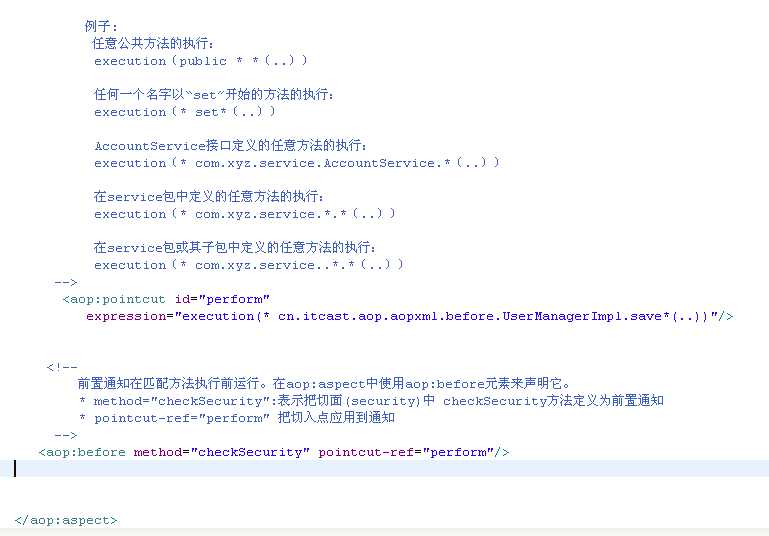 例子:
任意公共方法的执行:
execution（public * *（..））
任何一个名字以“set”开始的方法的执行:
execution（* set*（..））
AccountService接口定义的任意方法的执行:
execution（* com.xyz.service.AccountService.*（..））
在service包中定义的任意方法的执行:
execution（* com.xyz.service.*.*（..））
在service包或其子包中定义的任意方法的执行:
execution（* com.xyz.service..*.*（..））
-->
<aop:pointcut id="perform"
expression="execution(* cn.itcast.aop.aopxml.before.UserManagerImpl.save*(..))"/>
<!--
前置通知在匹配方法执行前运行。在aop:aspect中使用aop:before元素来声明它。
* method="checkSecurity":表示把切面(security)中 checkSecurity方法定义为前置通知
* pointcut-ref="perform" 把切入点应用到通知
-->
<aop:before method="checkSecurity" pointcut-ref="perform"/>
</aop:aspect>